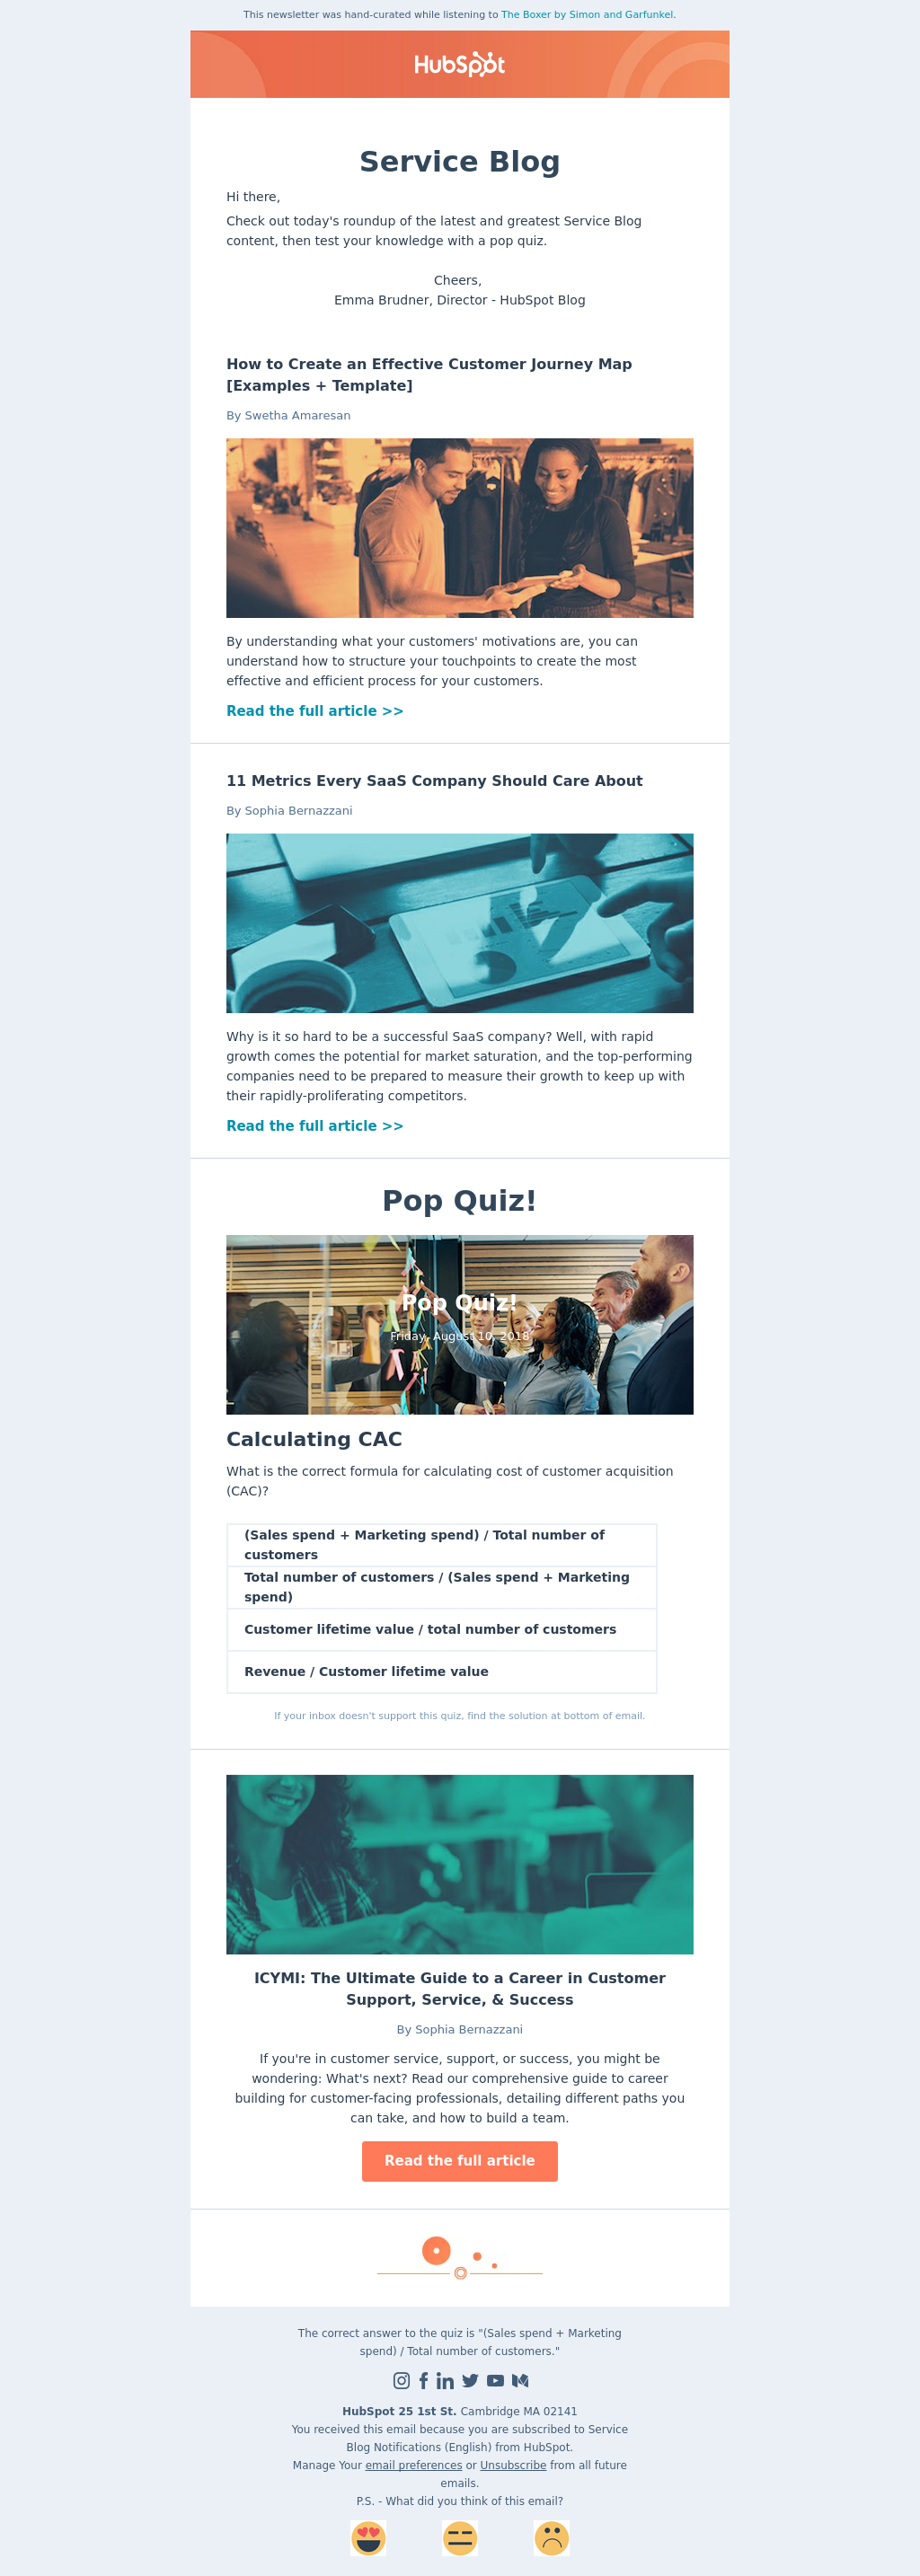 This newsletter was hand-curated while listening to The Boxer by Simon and Garfunkel.
HubSpot
Service Blog
Hi there,
Check out today's roundup of the latest and greatest Service Blog
content, then test your knowledge with a pop quiz.
Cheers,
Emma Brudner, Director - HubSpot Blog
How to Create an Effective Customer Journey Map
[Examples + Template]
By Swetha Amaresan
By understanding what your customers' motivations are, you can
understand how to structure your touchpoints to create the most
effective and efficient process for your customers.
Read the full article >>
11 Metrics Every SaaS Company Should Care About
By Sophia Bernazzani
Why is it so hard to be a successful SaaS company? Well, with rapid
growth comes the potential for market saturation, and the top-performing
companies need to be prepared to measure their growth to keep up with
their rapidly-proliferating competitors.
Read the full article >>
Pop Quiz!
Pop Quiz!
Friday, August 10, 2018
Calculating CAC
What is the correct formula for calculating cost of customer acquisition
(CAC)?
(Sales spend + Marketing spend) / Total number of
customers
Total number of customers / (Sales spend + Marketing
spend)
Customer lifetime value / total number of customers
Revenue / Customer lifetime value
If your inbox doesn't support this quiz, find the solution at bottom of email.
ICYMI: The Ultimate Guide to a Career in Customer
Support, Service, & Success
By Sophia Bernazzani
If you're in customer service, support, or success, you might be
wondering: What's next? Read our comprehensive guide to career
building for customer-facing professionals, detailing different paths you
can take, and how to build a team.
Read the full article
The correct answer to the quiz is "(Sales spend + Marketing
spend) / Total number of customers."
HubSpot 25 1st St. Cambridge MA 02141
You received this email because you are subscribed to Service
Blog Notifications (English) from HubSpot.
Manage Your email preferences or Unsubscribe from all future
emails.
P.S. - What did you think of this email?